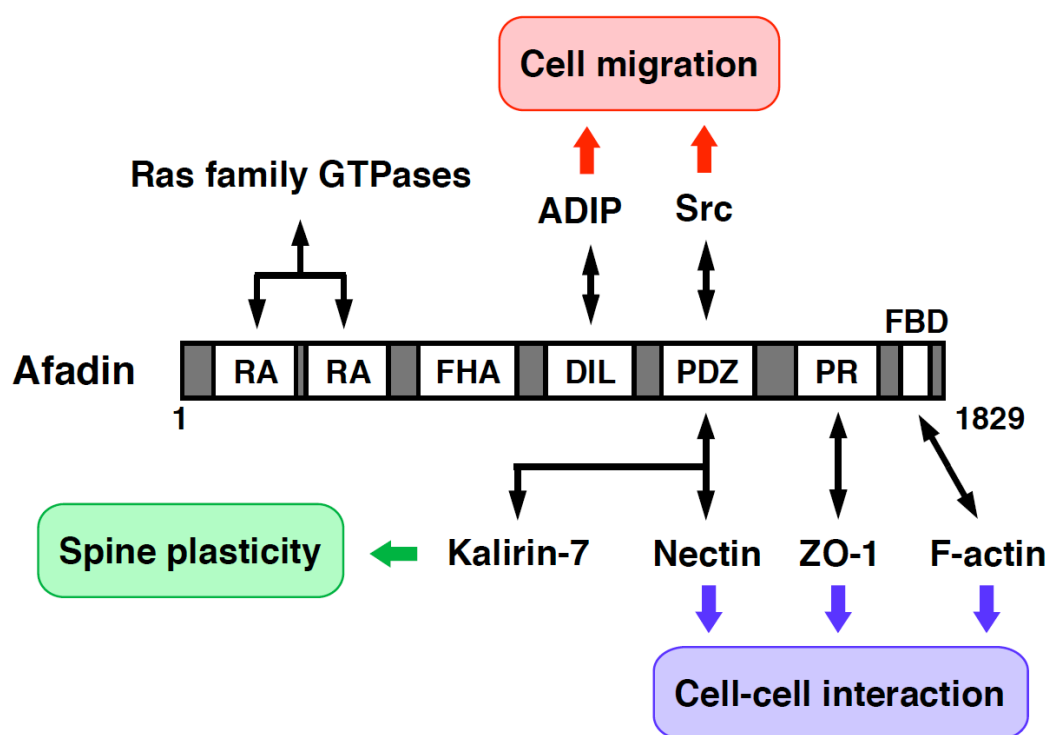 Cell migration
Ras family GTPases
ADIP
Src
FBD
Afadin
RA
RA
FHA
DIL
PDZ
PR
1
1829
Spine plasticity
Kalirin-7
Nectin
ZO-1
F-actin
Cell-cell interaction